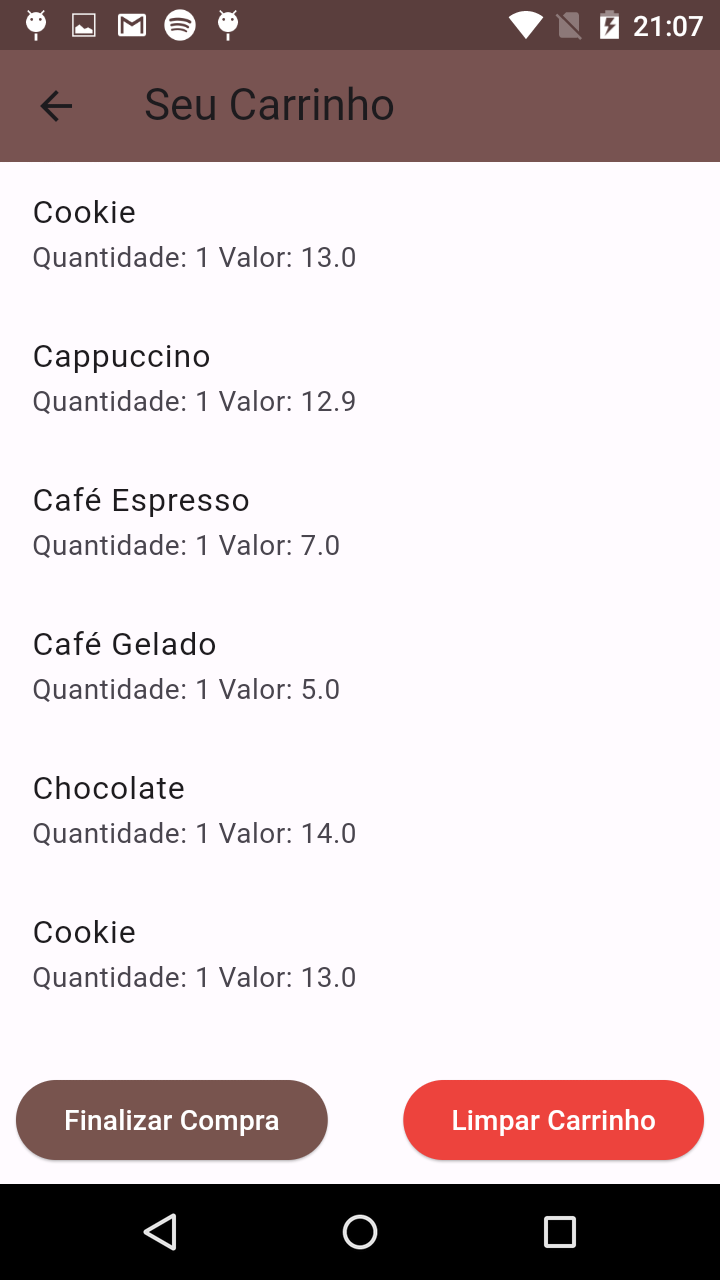 21:07
Seu Carrinho
Cookie
Quantidade: 1 Valor: 13.0
Cappuccino
Quantidade: 1 Valor: 12.9
Café Espresso
Quantidade: 1 Valor: 7.0
Café Gelado
Quantidade: 1 Valor: 5.0
Chocolate
Quantidade: 1 Valor: 14.0
Cookie
Quantidade: 1 Valor: 13.0
Finalizar Compra
Limpar Carrinho